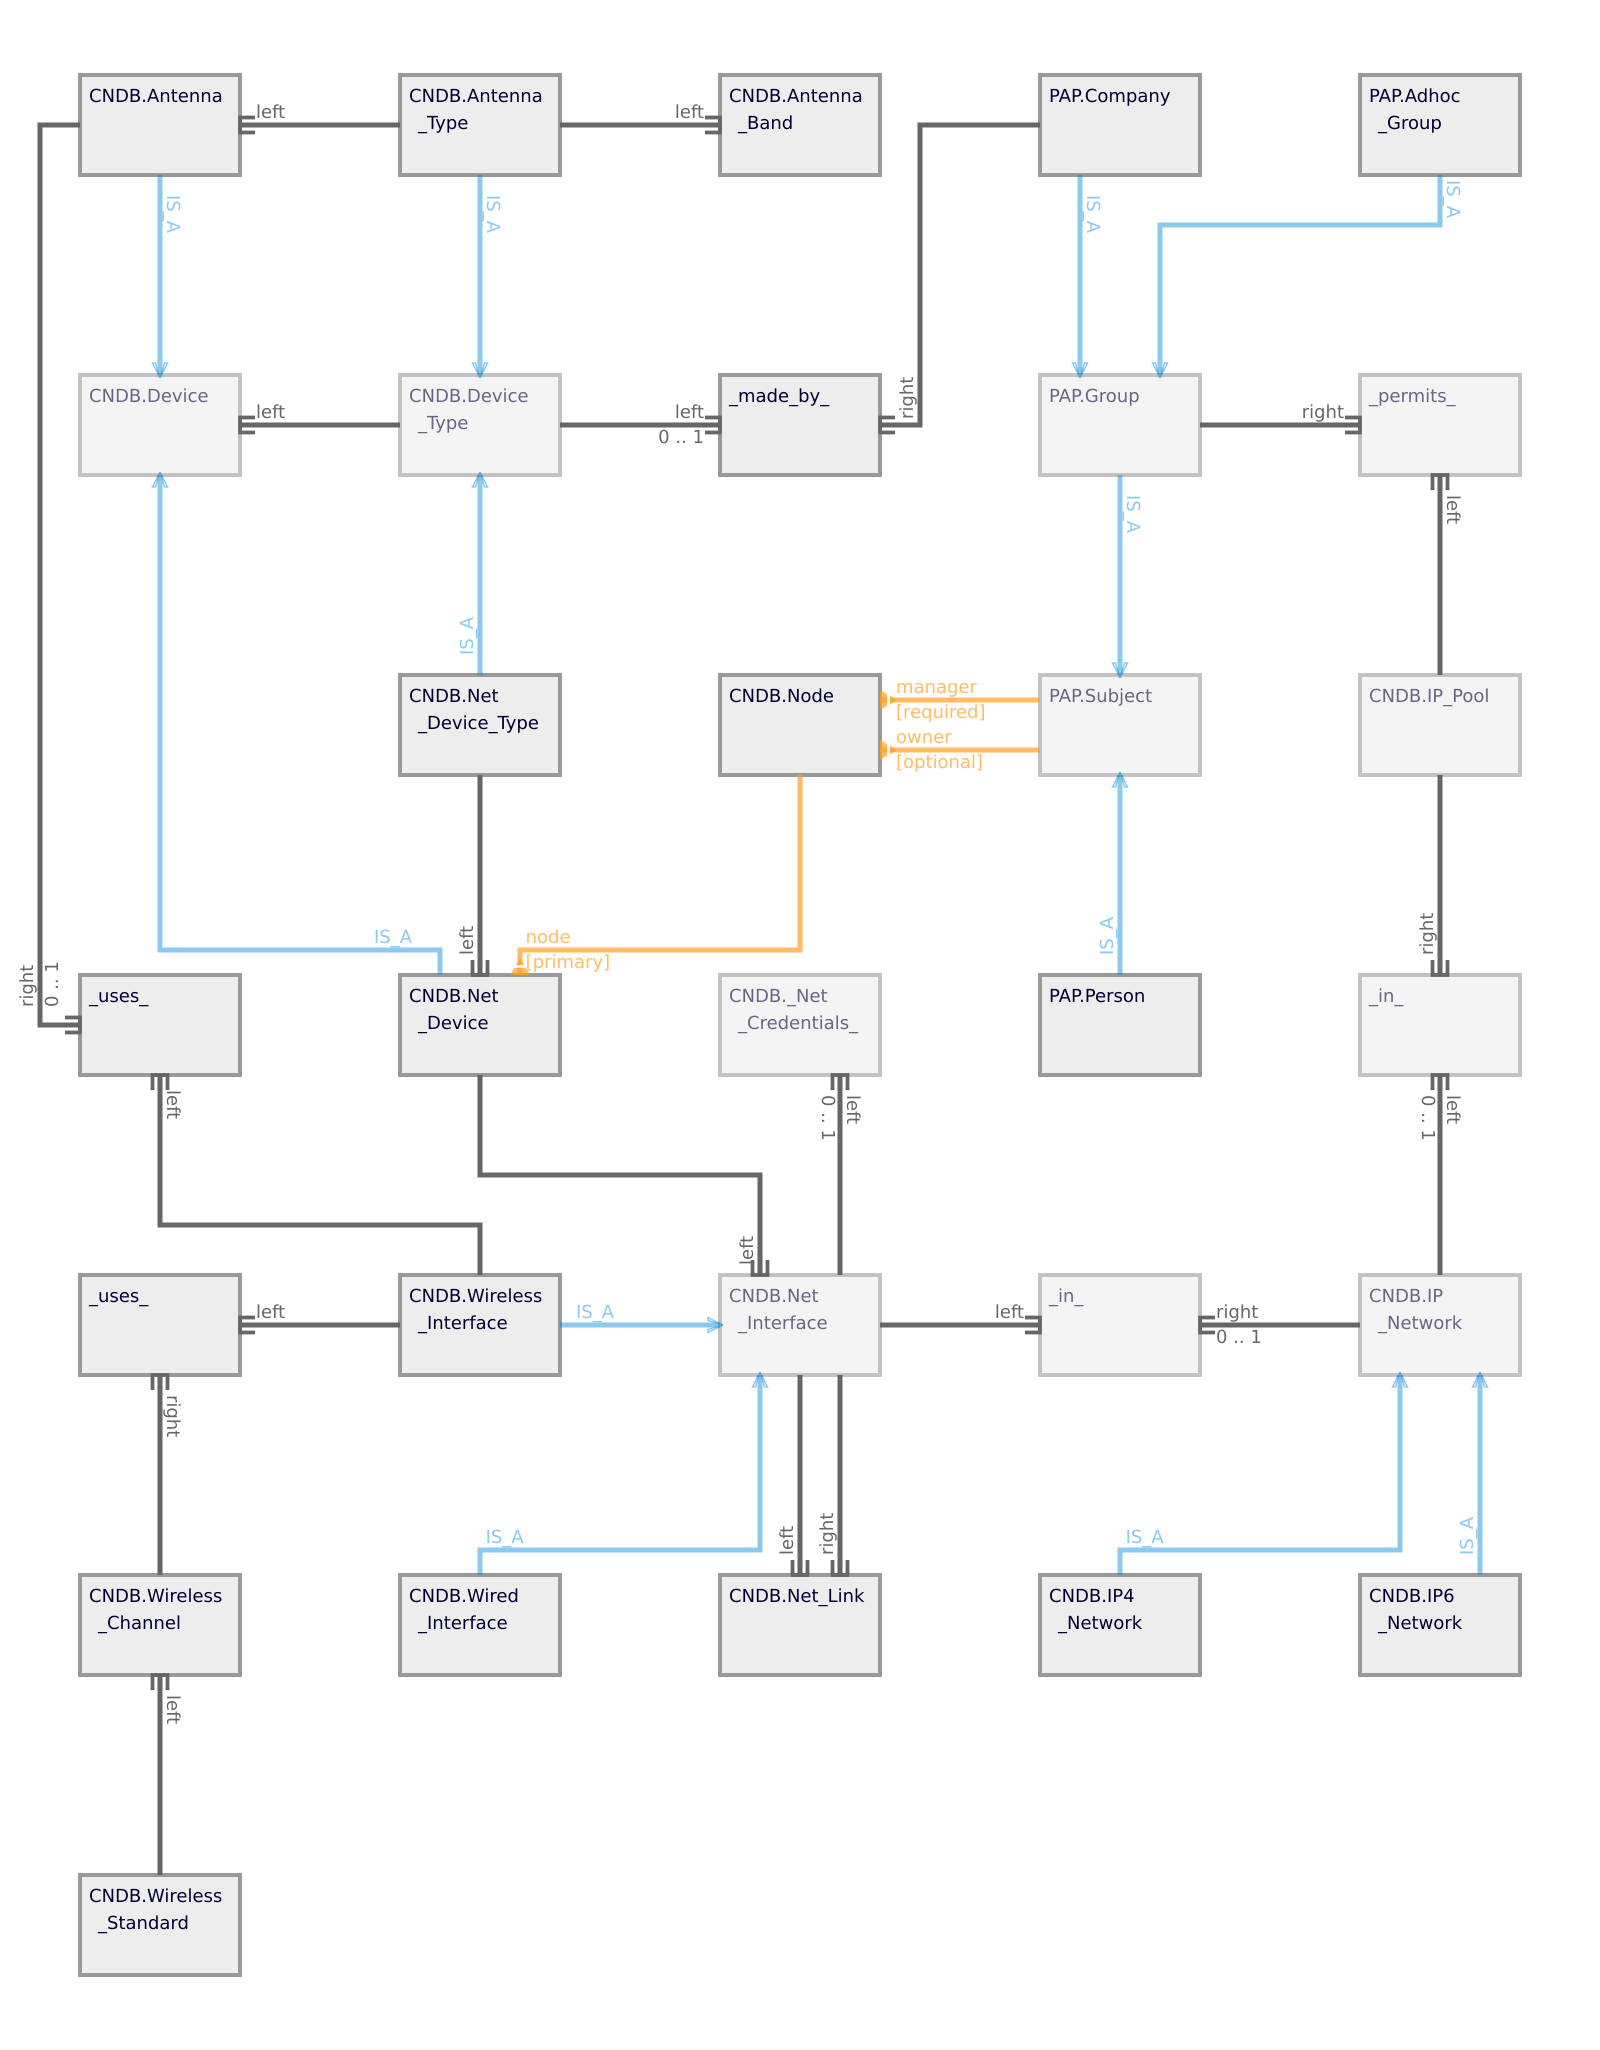 CNDB.Antenna
left
CNDB.Antenna
_Type
left
CNDB.Antenna
_Band
PAP.Company
PAP.Adhoc
_Group
IS_A
IS_A
IS_A
IS_A
CNDB.Device
left
CNDB.Device
_Type
left
0 .. 1
_made_by_
right
PAP.Group
right
_permits_
IS_A
left
IS_A
CNDB.Net
_Device_Type
CNDB.Node
manager
[required]
owner
[optional]
PAP.Subject
CNDB.IP_Pool
IS_A
left
node
[primary]
IS_A
right
right
0 .. 1
_uses_
CNDB.Net
_Device
CNDB._Net
_Credentials_
PAP.Person
_in_
left
left
0 .. 1
left
0 .. 1
left
_uses_
left
CNDB.Wireless
_Interface
IS_A
CNDB.Net
_Interface
left
_in_
right
0 .. 1
CNDB.IP
_Network
right
IS_A
left
right
IS_A
IS_A
CNDB.Wireless
_Channel
CNDB.Wired
_Interface
CNDB.Net_Link
CNDB.IP4
_Network
CNDB.IP6
_Network
left
CNDB.Wireless
_Standard